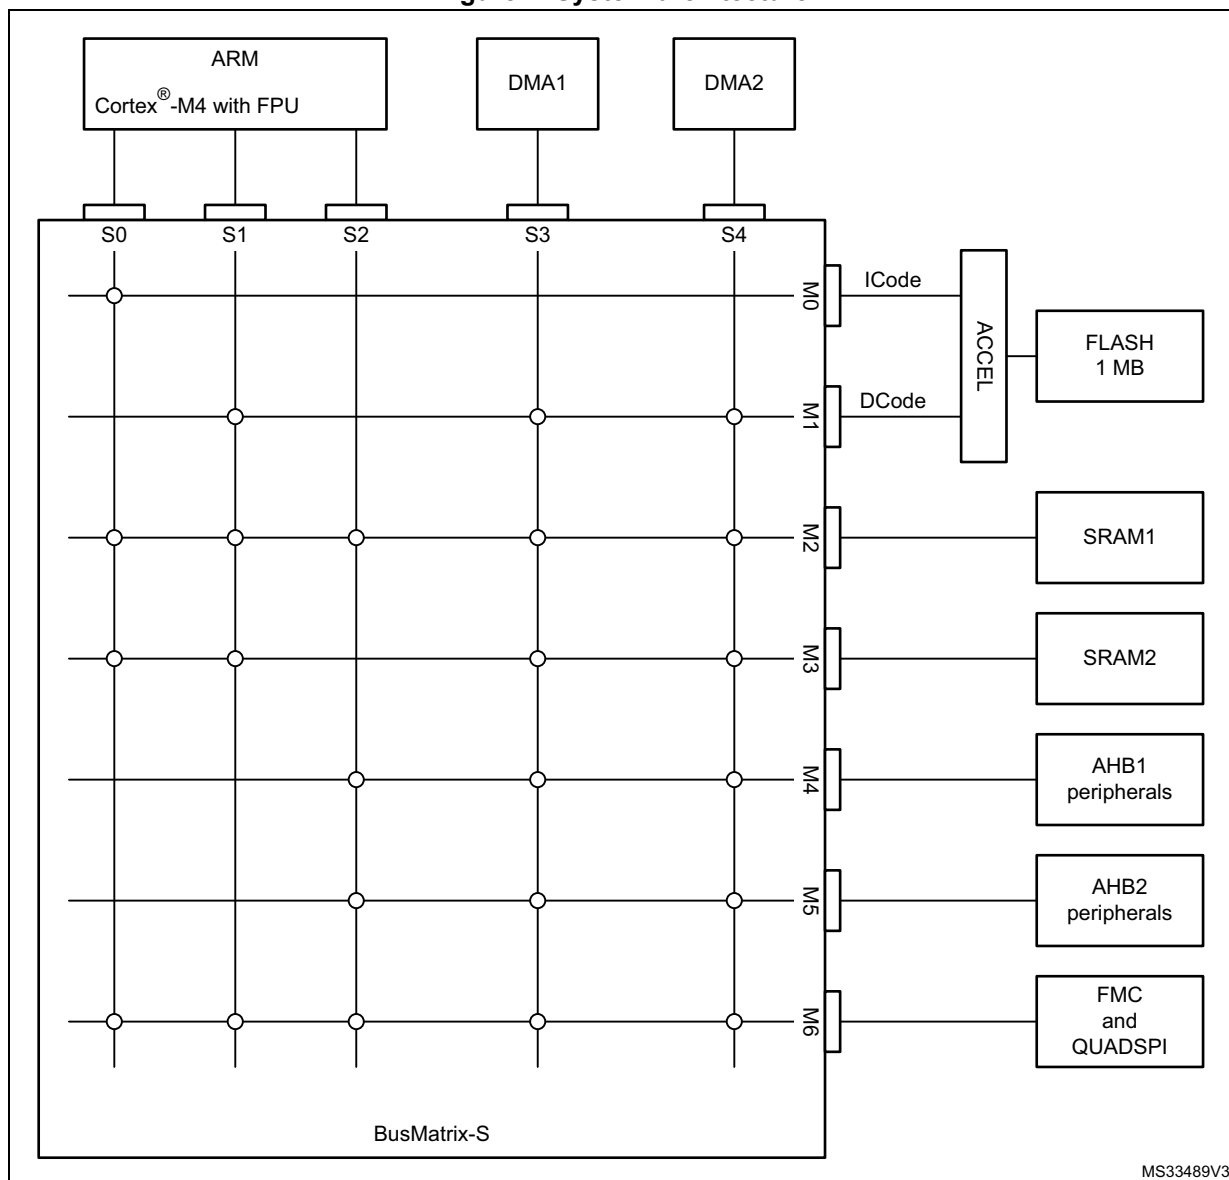 ARM
Cortex®-M4 with FPU
DMA1
DMA2
S0
S1
S2
S3
S4
M0
ICode
ACCEL
FLASH
1 MB
M1
DCode
M2
SRAM1
M3
SRAM2
M4
AHB1
peripherals
M5
AHB2
peripherals
M6
FMC
and
QUADSPI
BusMatrix-S
MS33489V3